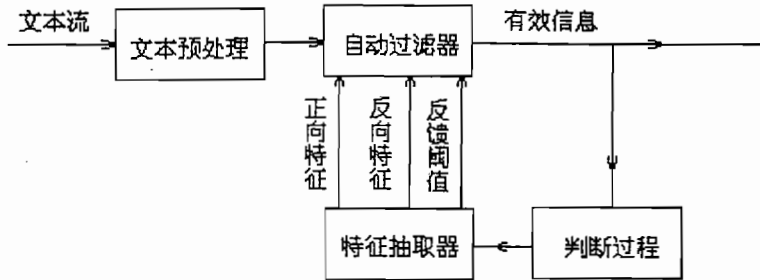 文本流
文本预处理
自动过滤器
有效信息
正向特征
反向特征
反馈阈值
特征抽取器
判断过程